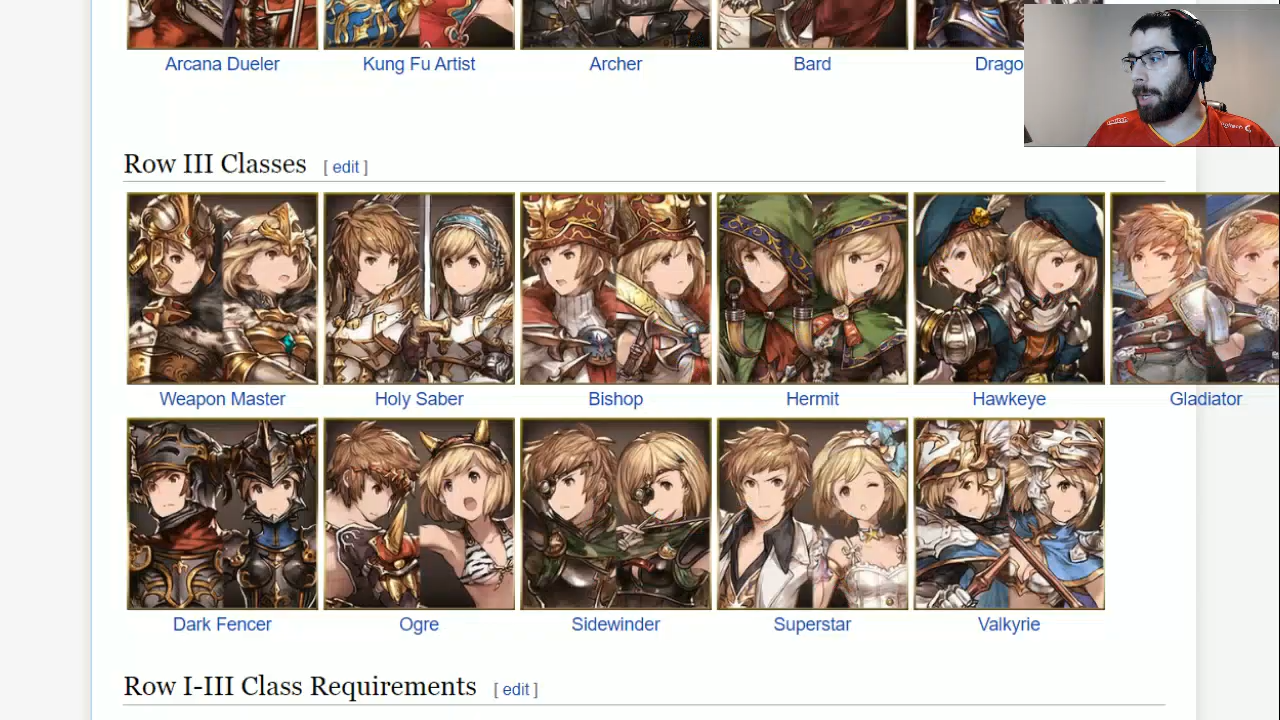 Arcana Dueler Kung Fu Artist Archer Bard Drago
Row III Classes [ edit ]
Weapon Master Holy Saber Bishop Hermit Hawkeye Gladiator
Dark Fencer Ogre Sidewinder Superstar Valkyrie
Row I-III Class Requirements [ edit ]